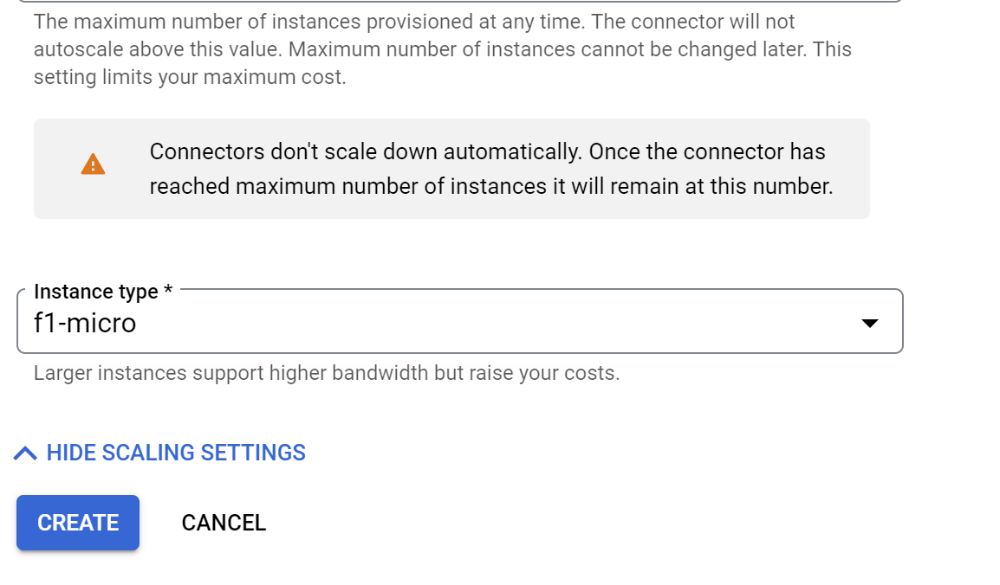 The maximum number of instances provisioned at any time. The connector will not
autoscale above this value. Maximum number of instances cannot be changed later. This
setting limits your maximum cost.
Connectors don't scale down automatically. Once the connector has
reached maximum number of instances it will remain at this number.
Instance type *
f1-micro
Larger instances support higher bandwidth but raise your costs.
HIDE SCALING SETTINGS
CREATE CANCEL